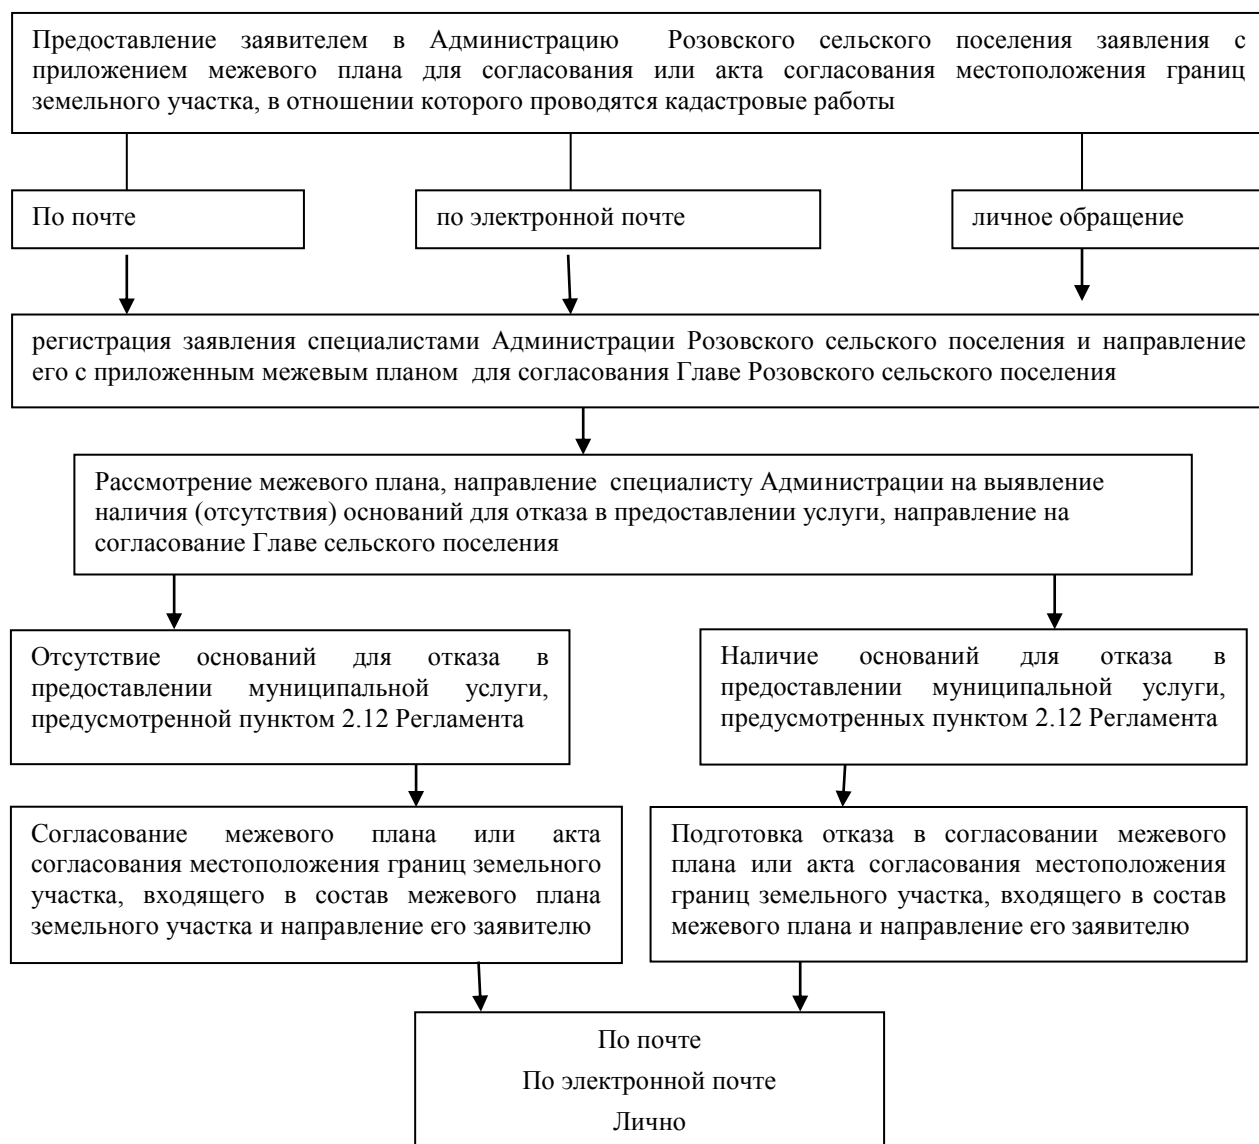 Предоставление заявителем в Администрацию Розовского сельского поселения заявления с
приложением межевого плана для согласования или акта согласования местоположения границ
земельного участка, в отношении которого проводятся кадастровые работы
По почте
по электронной почте
личное обращение
регистрация заявления специалистами Администрации Розовского сельского поселения и направление
его с приложенным межевым планом для согласования Главе Розовского сельского поселения
Рассмотрение межевого плана, направление специалисту Администрации на выявление
наличия (отсутствия) оснований для отказа в предоставлении услуги, направление на
согласование Главе сельского поселения
Отсутствие оснований для отказа в
предоставлении муниципальной услуги,
предусмотренной пунктом 2.12 Регламента
Наличие оснований для отказа в
предоставлении муниципальной услуги,
предусмотренных пунктом 2.12 Регламента
Согласование межевого плана или акта
согласования местоположения границ земельного
участка, входящего в состав межевого плана
земельного участка и направление его заявителю
Подготовка отказа в согласовании межевого
плана или акта согласования местоположения
границ земельного участка, входящего в состав
межевого плана и направление его заявителю
По почте
По электронной почте
Лично